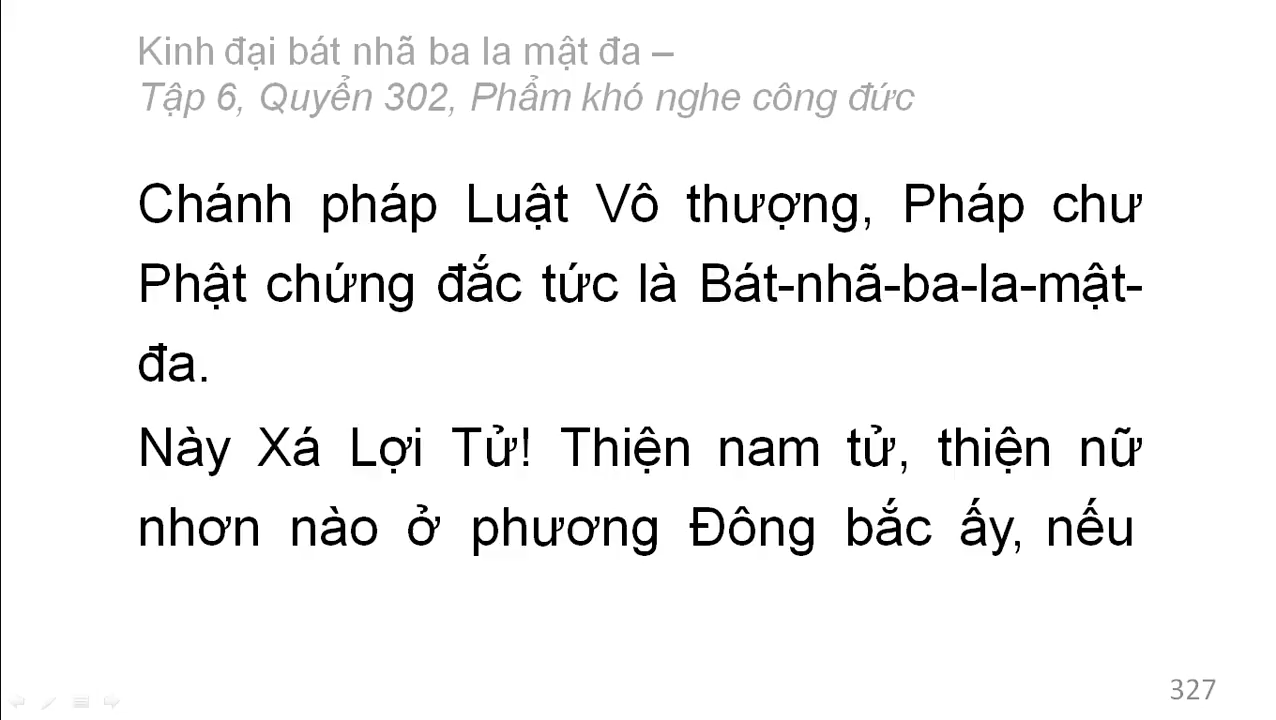 Kinh đại bát nhã ba la mật đa –
Tập 6, Quyển 302, Phẩm khó nghe công đức
Chánh pháp Luật Vô thượng, Pháp chư
Phật chứng đắc tức là Bát-nhã-ba-la-mật-
đa.
Này Xá Lợi Tử! Thiện nam tử, thiện nữ
nhơn nào ở phương Đông bắc ấy, nếu
327